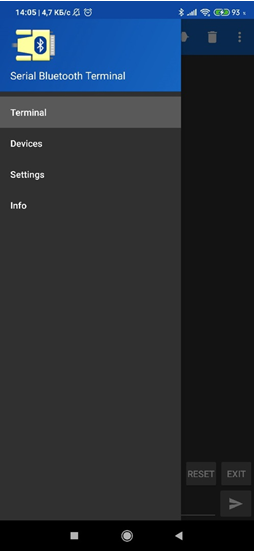 14:05 | 4,7 КБ/с
93
Serial Bluetooth Terminal
Terminal
Devices
Settings
Info
RESET
EXIT